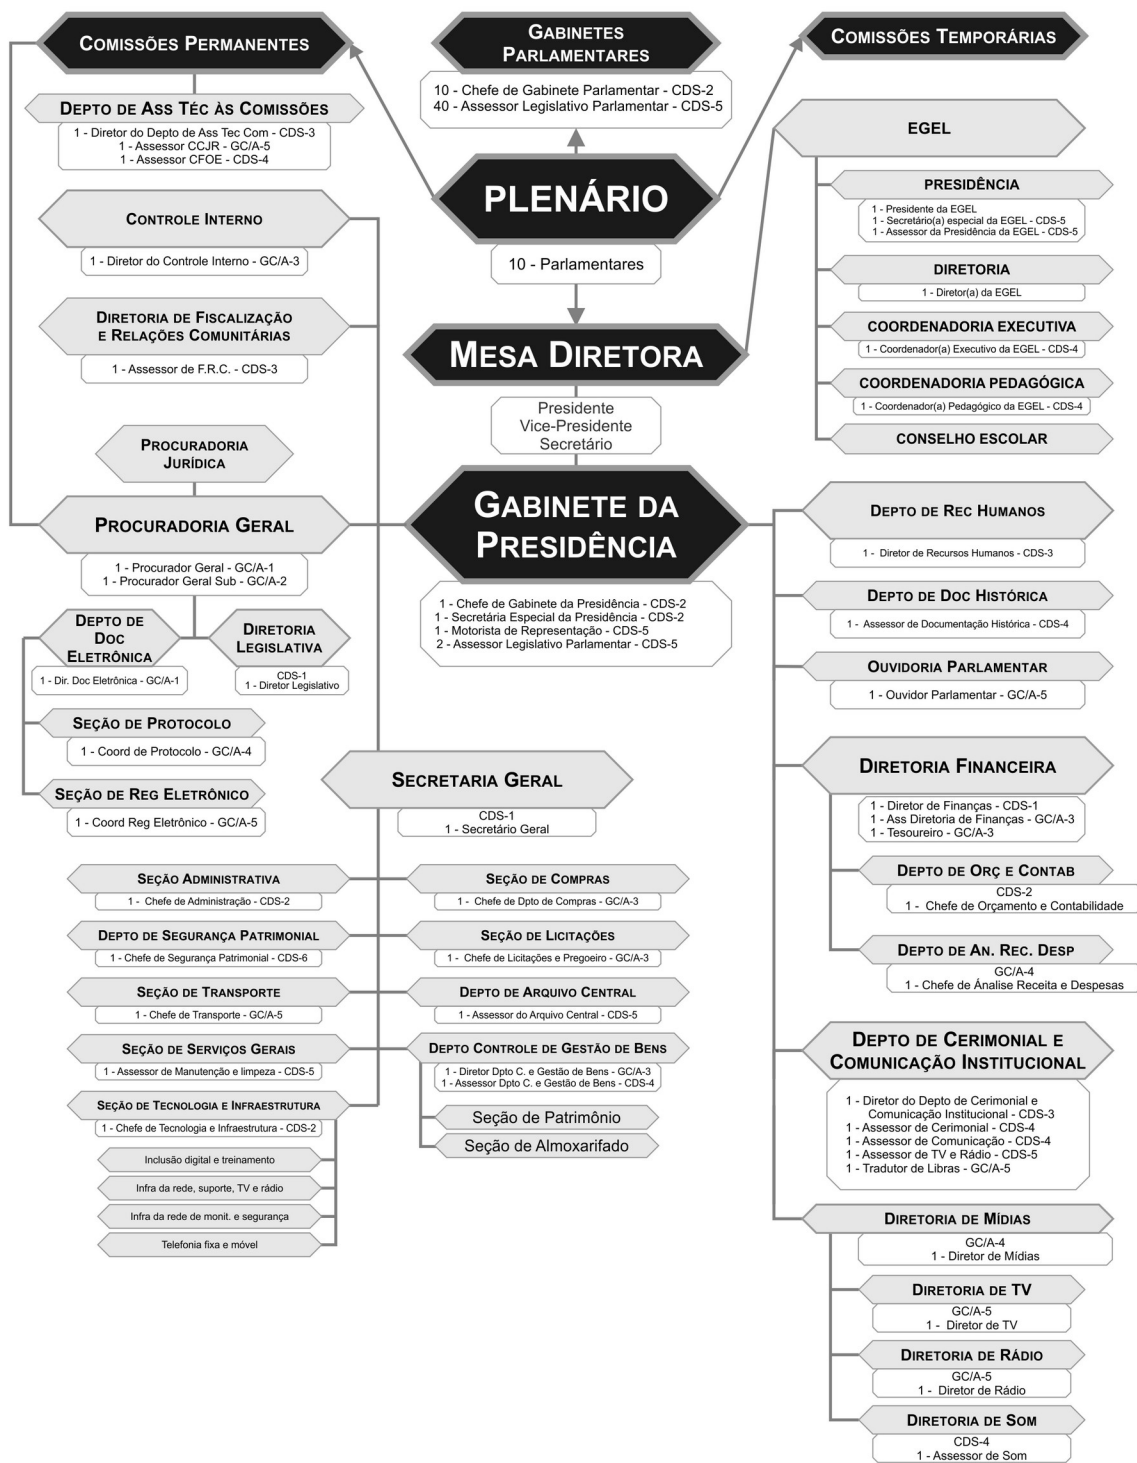 COMISSÕES PERMANENTES
DEPTO DE ASS TÉC ÀS COMISSÕES
1 - Diretor do Depto de Ass Tec Com - CDS-3
1 - Assessor CCJR - GC/A-5
1 - Assessor CFOE - CDS-4
GABINETES
PARLAMENTARES
10 - Chefe de Gabinete Parlamentar - CDS-2
40 - Assessor Legislativo Parlamentar - CDS-5
COMISSÕES TEMPORÁRIAS
PLENÁRIO
10 - Parlamentares
MESA DIRETORA
Presidente
Vice-Presidente
Secretário
EGEL
PRESIDÊNCIA
1 - Presidente da EGEL
1 - Secretário(a) especial da EGEL - CDS-5
1 - Assessor da Presidência da EGEL - CDS-5
DIRETORIA
1 - Diretor(a) da EGEL
COORDENADORIA EXECUTIVA
1 - Coordenador(a) Executivo da EGEL - CDS-4
COORDENADORIA PEDAGÓGICA
1 - Coordenador(a) Pedagógico da EGEL - CDS-4
CONSELHO ESCOLAR
CONTROLE INTERNO
1 - Diretor do Controle Interno - GC/A-3
DIRETORIA DE FISCALIZAÇÃO
E RELAÇÕES COMUNITÁRIAS
1 - Assessor de F.R.C. - CDS-3
PROCURADORIA
JURÍDICA
PROCURADORIA GERAL
1 - Procurador Geral - GC/A-1
1 - Procurador Geral Sub - GC/A-2
DEPTO DE
DOC
ELETRÔNICA
1 - Dir. Doc Eletrônica - GC/A-1
DIRETORIA
LEGISLATIVA
CDS-1
1 - Diretor Legislativo
SEÇÃO DE PROTOCOLO
1 - Coord de Protocolo - GC/A-4
SEÇÃO DE REG ELETRÔNICO
1 - Coord Reg Eletrônico - GC/A-5
GABINETE DA
PRESIDÊNCIA
1 - Chefe de Gabinete da Presidência - CDS-2
1 - Secretária Especial da Presidência - CDS-2
1 - Motorista de Representação - CDS-5
2 - Assessor Legislativo Parlamentar - CDS-5
SECRETARIA GERAL
CDS-1
1 - Secretário Geral
SEÇÃO ADMINISTRATIVA
1 - Chefe de Administração - CDS-2
DEPTO DE SEGURANÇA PATRIMONIAL
1 - Chefe de Segurança Patrimonial - CDS-6
SEÇÃO DE TRANSPORTE
1 - Chefe de Transporte - GC/A-5
SEÇÃO DE SERVIÇOS GERAIS
1 - Assessor de Manutenção e limpeza - CDS-5
SEÇÃO DE TECNOLOGIA E INFRAESTRUTURA
1 - Chefe de Tecnologia e Infraestrutura - CDS-2
Inclusão digital e treinamento
Infra da rede, suporte, TV e rádio
Infra da rede de monit. e segurança
Telefonia fixa e móvel
SEÇÃO DE COMPRAS
1 - Chefe de Dpto de Compras - GC/A-3
SEÇÃO DE LICITAÇÕES
1 - Chefe de Licitações e Pregoeiro - GC/A-3
DEPTO DE ARQUIVO CENTRAL
1 - Assessor do Arquivo Central - CDS-5
DEPTO CONTROLE DE GESTÃO DE BENS
1 - Diretor Dpto C. e Gestão de Bens - GC/A-3
1 - Assessor Dpto C. e Gestão de Bens - CDS-4
Seção de Patrimônio
Seção de Almoxarifado
DEPTO DE REC HUMANOS
1 - Diretor de Recursos Humanos - CDS-3
DEPTO DE DOC HISTÓRICA
1 - Assessor de Documentação Histórica - CDS-4
OUVIDORIA PARLAMENTAR
1 - Ouvidor Parlamentar - GC/A-5
DIRETORIA FINANCEIRA
1 - Diretor de Finanças - CDS-1
1 - Ass Diretoria de Finanças - GC/A-3
1 - Tesoureiro - GC/A-3
DEPTO DE ORÇ E CONTAB
CDS-2
1 - Chefe de Orçamento e Contabilidade
DEPTO DE AN. REC. DESP
GC/A-4
1 - Chefe de Ánalise Receita e Despesas
DEPTO DE CERIMONIAL E
COMUNICAÇÃO INSTITUCIONAL
1 - Diretor do Depto de Cerimonial e
Comunicação Institucional - CDS-3
1 - Assessor de Cerimonial - CDS-4
1 - Assessor de Comunicação - CDS-4
1 - Assessor de TV e Rádio - CDS-5
1 - Tradutor de Libras - GC/A-5
DIRETORIA DE MÍDIAS
GC/A-4
1 - Diretor de Mídias
DIRETORIA DE TV
GC/A-5
1 - Diretor de TV
DIRETORIA DE RÁDIO
GC/A-5
1 - Diretor de Rádio
DIRETORIA DE SOM
CDS-4
1 - Assessor de Som